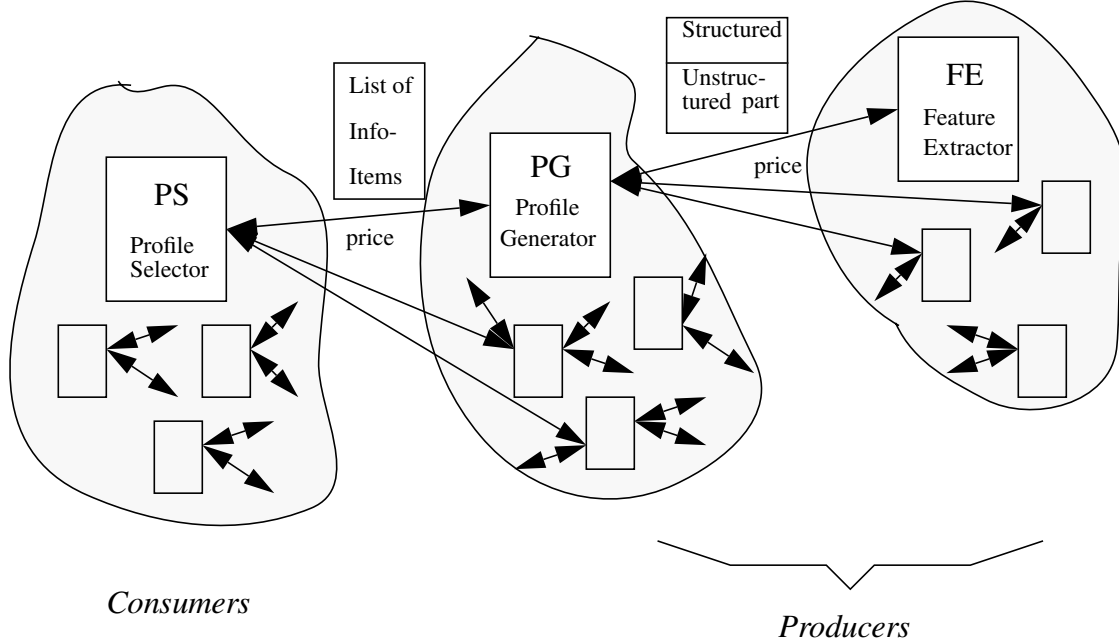 PS
Profile
Selector
List of
Info-
Items
price
PG
Profile
Generator
Structured
Unstruc-
tured part
price
FE
Feature
Extractor
Consumers
Producers